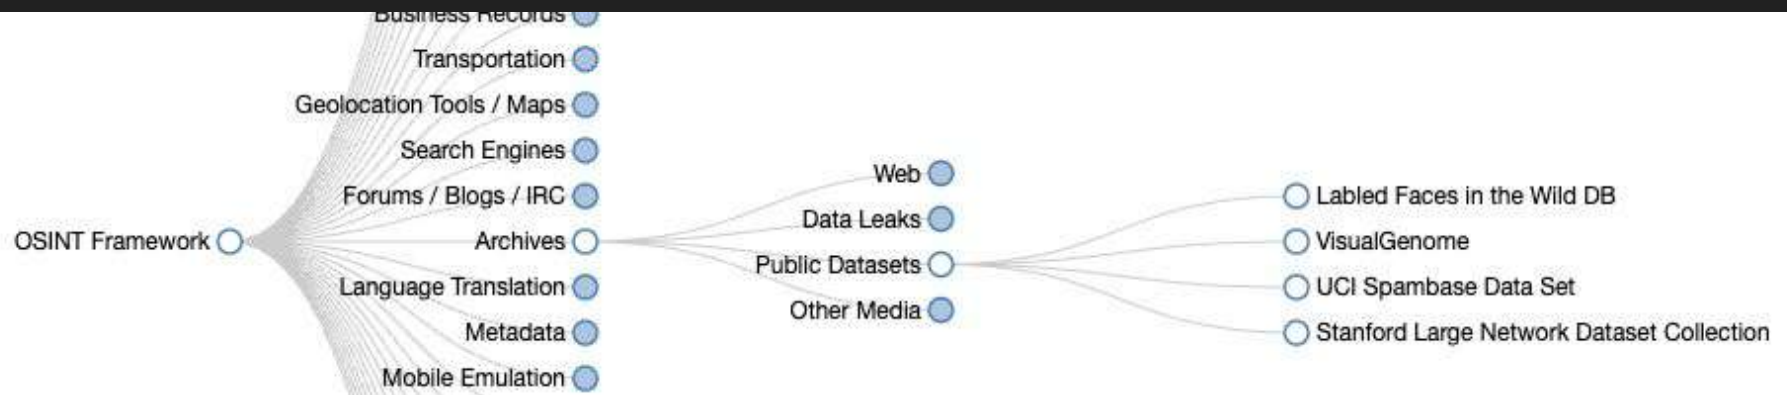 Business Records
Transportation
Geolocation Tools / Maps
Search Engines
Forums / Blogs / IRC
OSINT Framework
Archives
Language Translation
Metadata
Mobile Emulation
Web
Data Leaks
Public Datasets
Other Media
Labled Faces in the Wild DB
VisualGenome
UCI Spambase Data Set
Stanford Large Network Dataset Collection